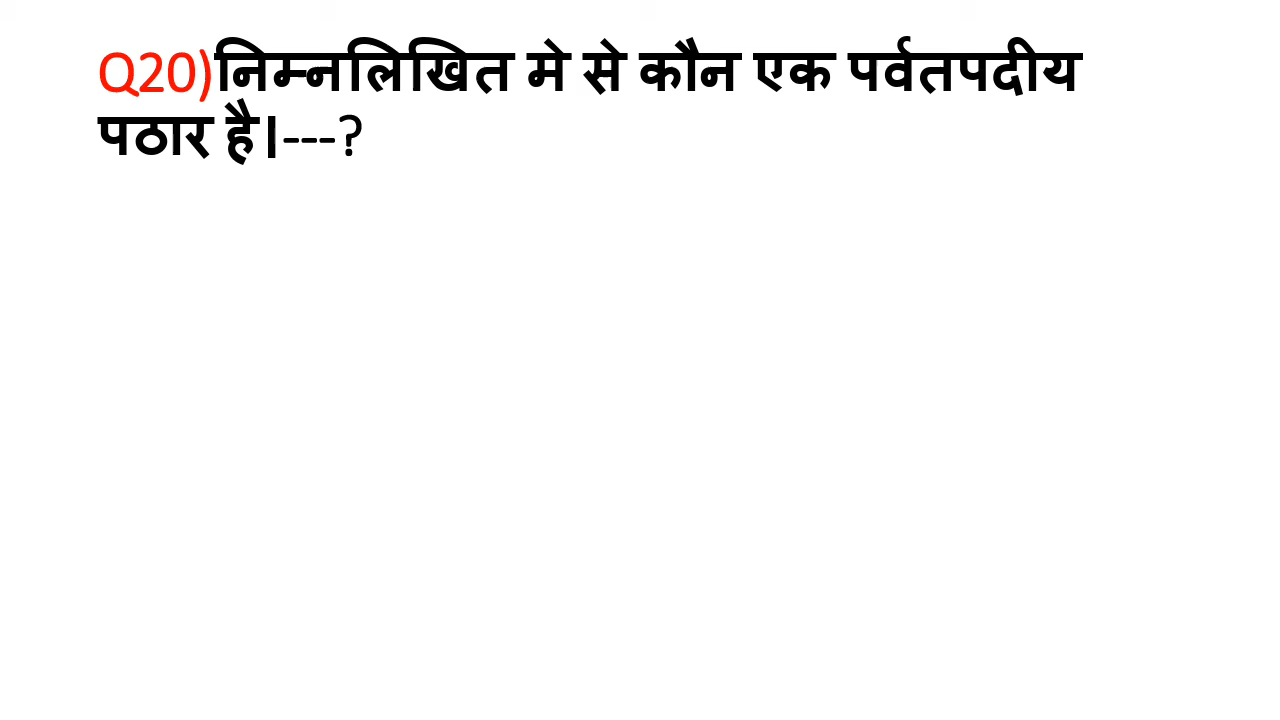 Q20)निम्नलिखित मे से कौन एक पर्वतपदीय
पठार है।---?